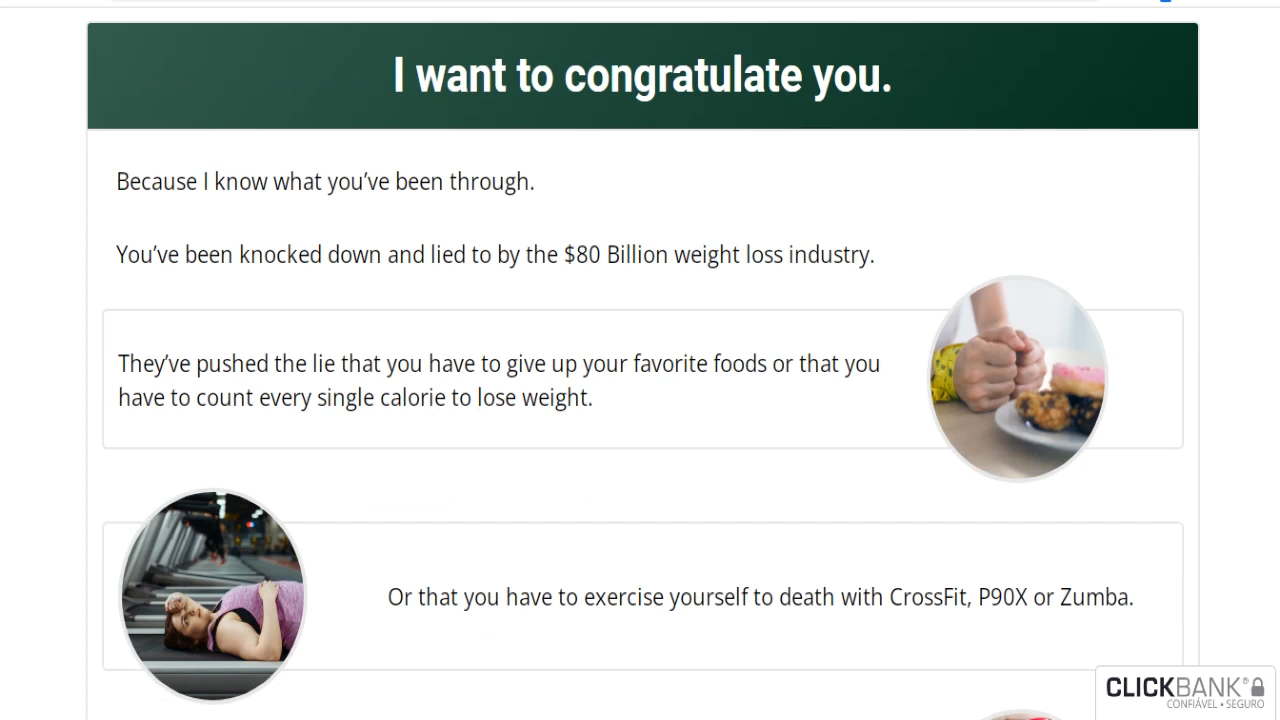 I want to congratulate you.
Because I know what you’ve been through.
You’ve been knocked down and lied to by the $80 Billion weight loss industry.
They’ve pushed the lie that you have to give up your favorite foods or that you
have to count every single calorie to lose weight.
Or that you have to exercise yourself to death with CrossFit, P90X or Zumba.
CLICKBANK®
CONFIÁVEL • SEGURO